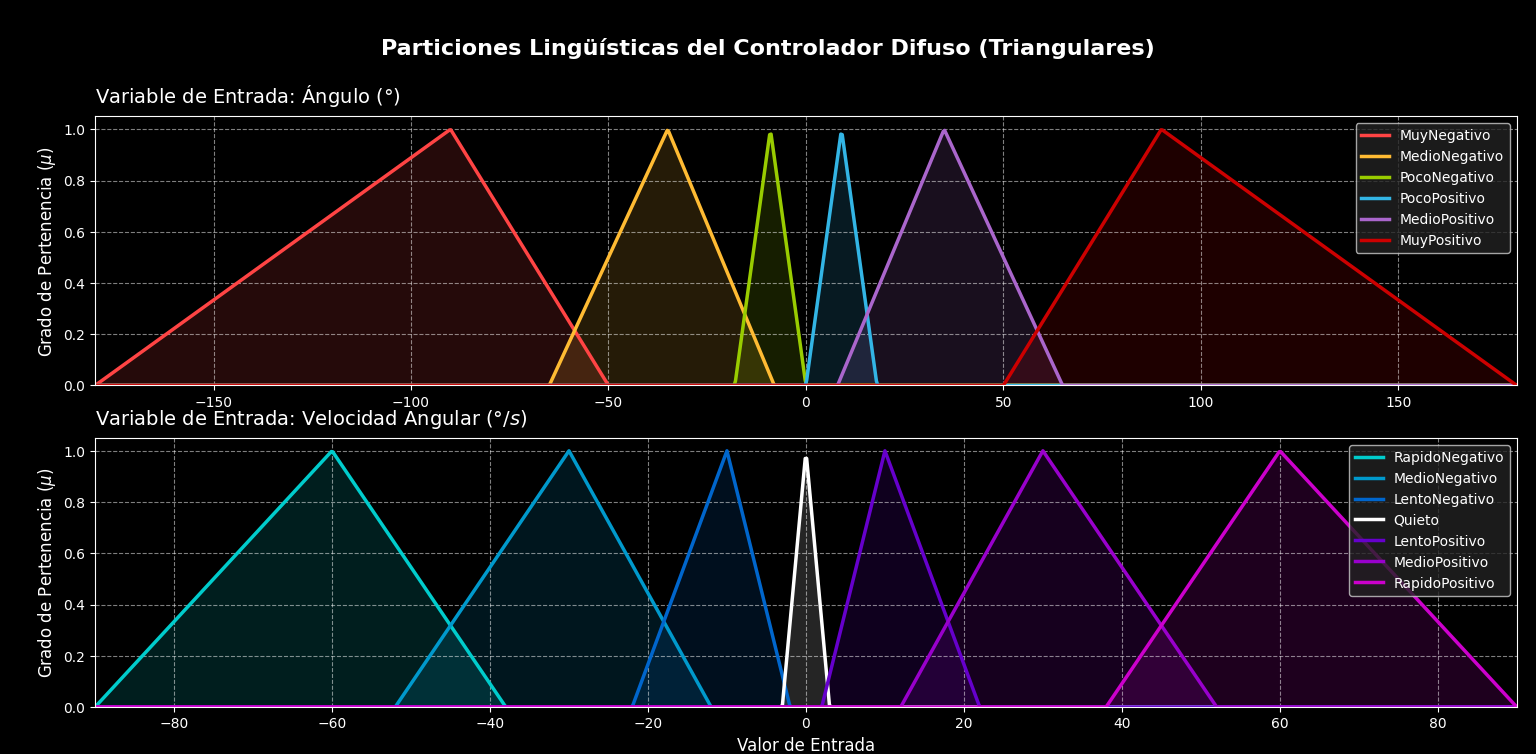 Particiones Lingüísticas del Controlador Difuso (Triangulares)
Variable de Entrada: Ángulo (°)
Grado de Pertenencia (μ)
1.0
0.8
0.6
0.4
0.2
0.0
−150 −100 −50 0 50 100 150
MuyNegativo
MedioNegativo
PocoNegativo
PocoPositivo
MedioPositivo
MuyPositivo
Variable de Entrada: Velocidad Angular (°/s)
Grado de Pertenencia (μ)
1.0
0.8
0.6
0.4
0.2
0.0
−80 −60 −40 −20 0 20 40 60 80
RapidoNegativo
MedioNegativo
LentoNegativo
Quieto
LentoPositivo
MedioPositivo
RapidoPositivo
Valor de Entrada